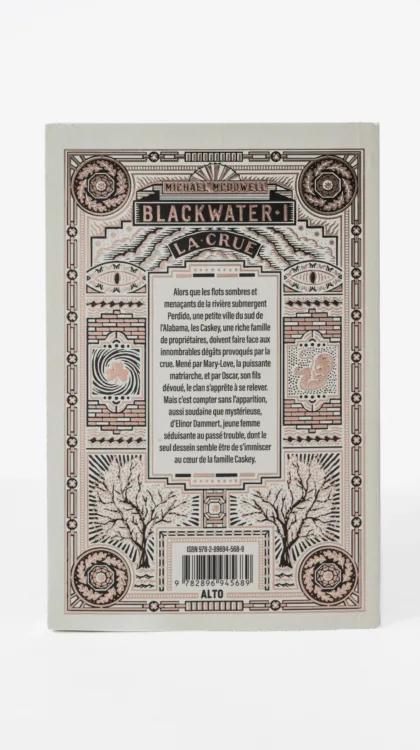 MICHAEL MCDOWELL
BLACKWATER · I
LA · CRUE
Alors que les flots sombres et
menaçants de la rivière submergent
Perdido, une petite ville du sud de
l'Alabama, les Caskey, une riche famille
de propriétaires, doivent faire face aux
innombrables dégâts provoqués par la
crue. Mené par Mary-Love, la puissante
matriarche, et par Oscar, son fils
dévoué, le clan s'apprête à se relever.
Mais c'est compter sans l'apparition,
aussi soudaine que mystérieuse,
d'Elinor Dammert, jeune femme
séduisante au passé trouble, dont le
seul dessein semble être de s'immiscer
au cœur de la famille Caskey.
ISBN 978-2-89694-568-9
9 782896 945689
ALTO